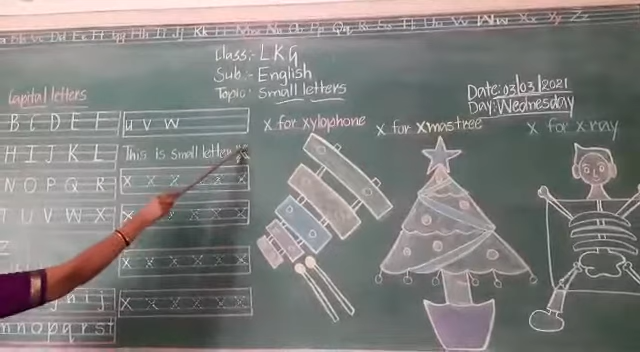 Class:- LKG
Sub:- English
Topic: Small letters
Date: 03/03/2021
Day: Wednesday
Capital letters
B C D E F
H I J K L
N O P Q R
T U V W X
Z
h i j
m n o p q r s t
u v w
This is small letter "x"
x x x x x x
x x x x x x
x x x x x x
x x x x x x
x for xylophone
x for xmastree
x for xray